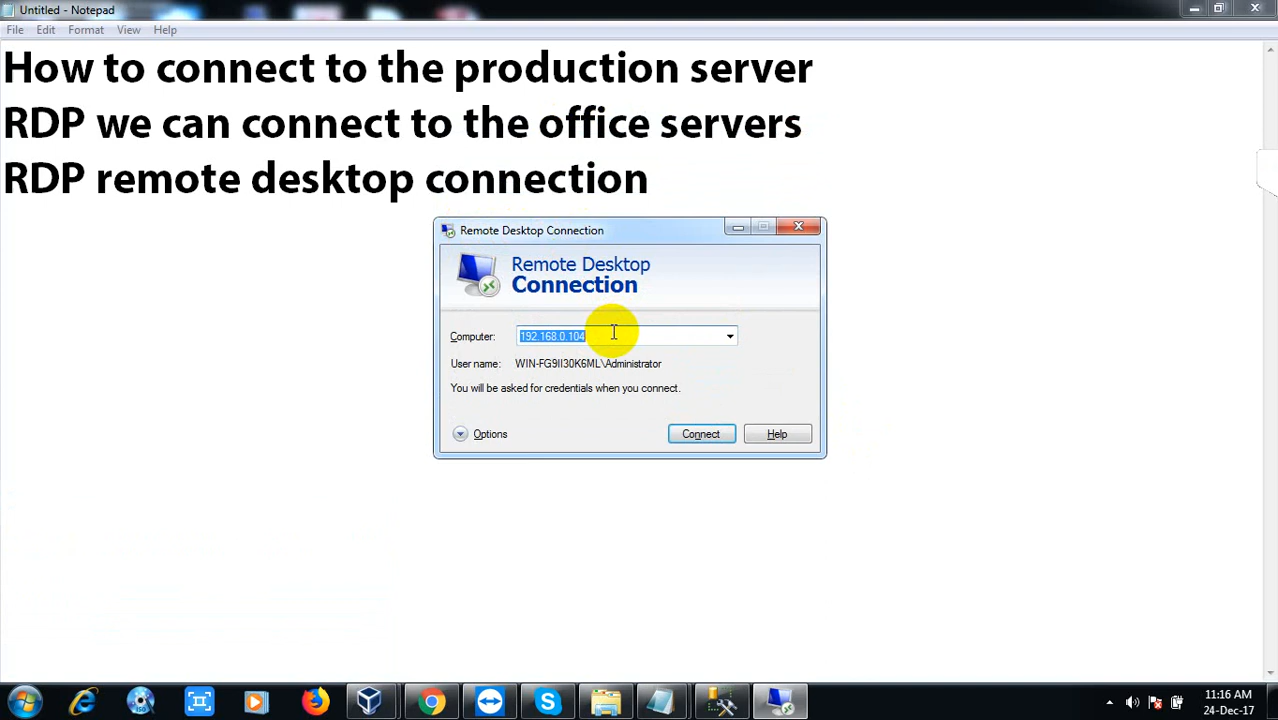 Untitled - Notepad
File Edit Format View Help
How to connect to the production server
RDP we can connect to the office servers
RDP remote desktop connection
Remote Desktop Connection
Remote Desktop
Connection
Computer: 192.168.0.104
User name: WIN-FG9II30K6ML\Administrator
You will be asked for credentials when you connect.
Options Connect Help
11:16 AM
24-Dec-17